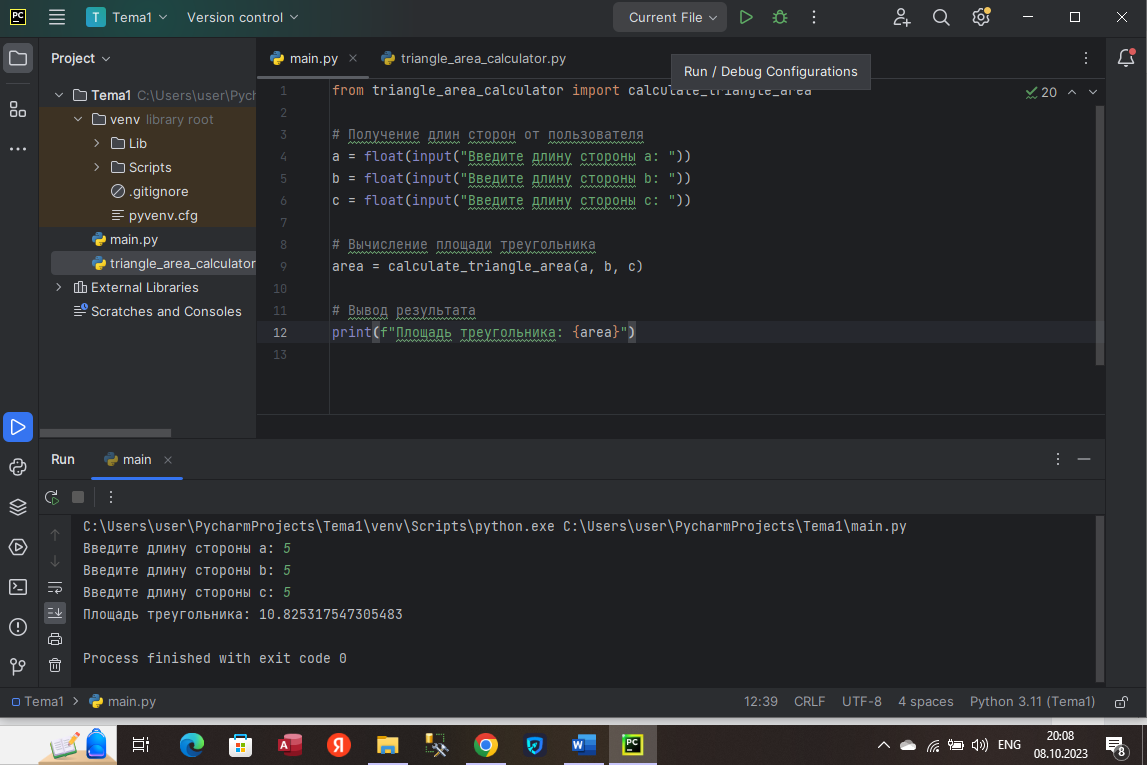 PC
T Tema1 Version control Current File
Project
main.py
triangle_area_calculator.py
Run / Debug Configurations
Tema1 C:\Users\user\Pych
venv library root
Lib
Scripts
.gitignore
pyvenv.cfg
main.py
triangle_area_calculator
External Libraries
Scratches and Consoles
20
1 from triangle_area_calculator import calculate_triangle_area
2
3 # Получение длин сторон от пользователя
4 a = float(input("Введите длину стороны a: "))
5 b = float(input("Введите длину стороны b: "))
6 c = float(input("Введите длину стороны c: "))
7
8 # Вычисление площади треугольника
9 area = calculate_triangle_area(a, b, c)
10
11 # Вывод результата
12 print(f"Площадь треугольника: {area}")
13
Run main
C:\Users\user\PycharmProjects\Tema1\venv\Scripts\python.exe C:\Users\user\PycharmProjects\Tema1\main.py
Введите длину стороны a: 5
Введите длину стороны b: 5
Введите длину стороны c: 5
Площадь треугольника: 10.825317547305483
Process finished with exit code 0
Tema1 main.py 12:39 CRLF UTF-8 4 spaces Python 3.11 (Tema1)
A Я W PC ENG 20:08
08.10.2023
8